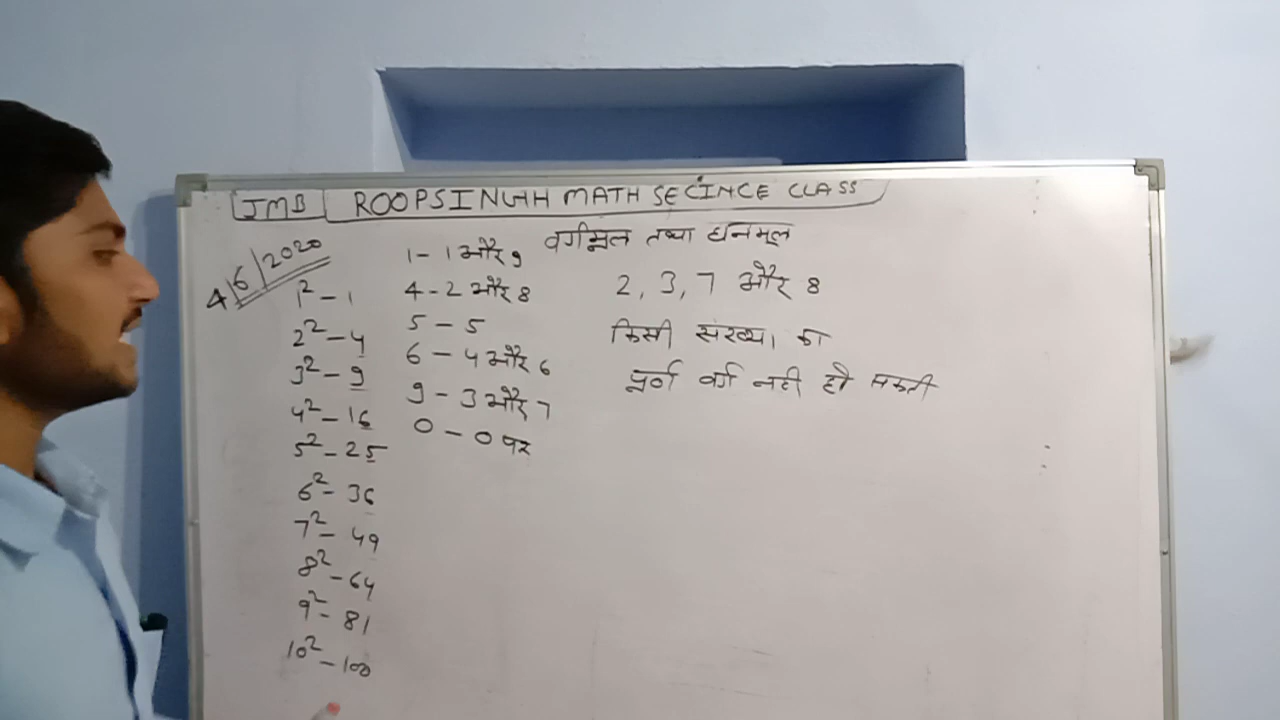 JMB ROOPSINGH MATH SECINCE CLASS
4/6/2020
वर्गमूल तथा घनमूल
1² - 1
2² - 4
3² - 9
4² - 16
5² - 25
6² - 36
7² - 49
8² - 64
9² - 81
10² - 100
1 - 1 और 9
4 - 2 और 8
5 - 5
6 - 4 और 6
9 - 3 और 7
0 - 0 पर
2, 3, 7 और 8
किसी संख्या का
पूर्ण वर्ग नही हो सकती